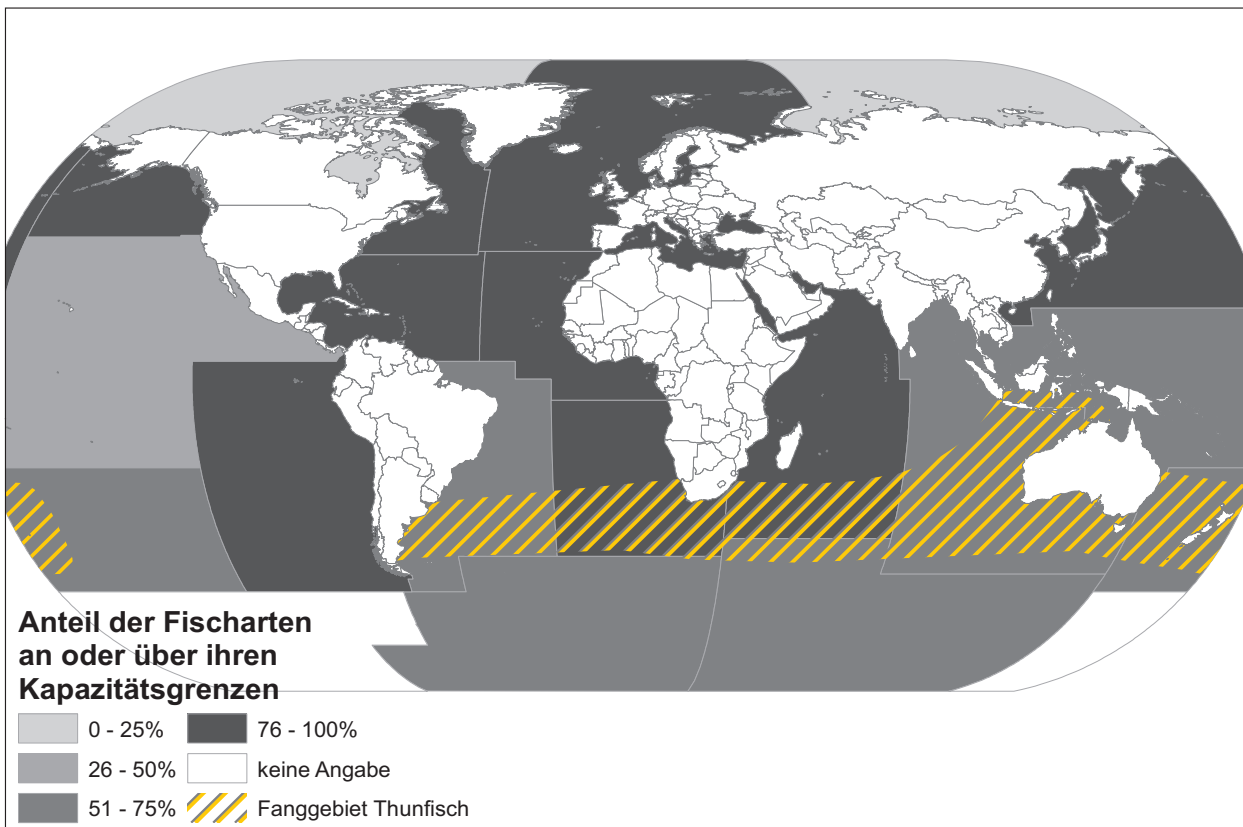 Anteil der Fischarten
an oder über ihren
Kapazitätsgrenzen
0 - 25%
26 - 50%
51 - 75%
76 - 100%
keine Angabe
Fanggebiet Thunfisch